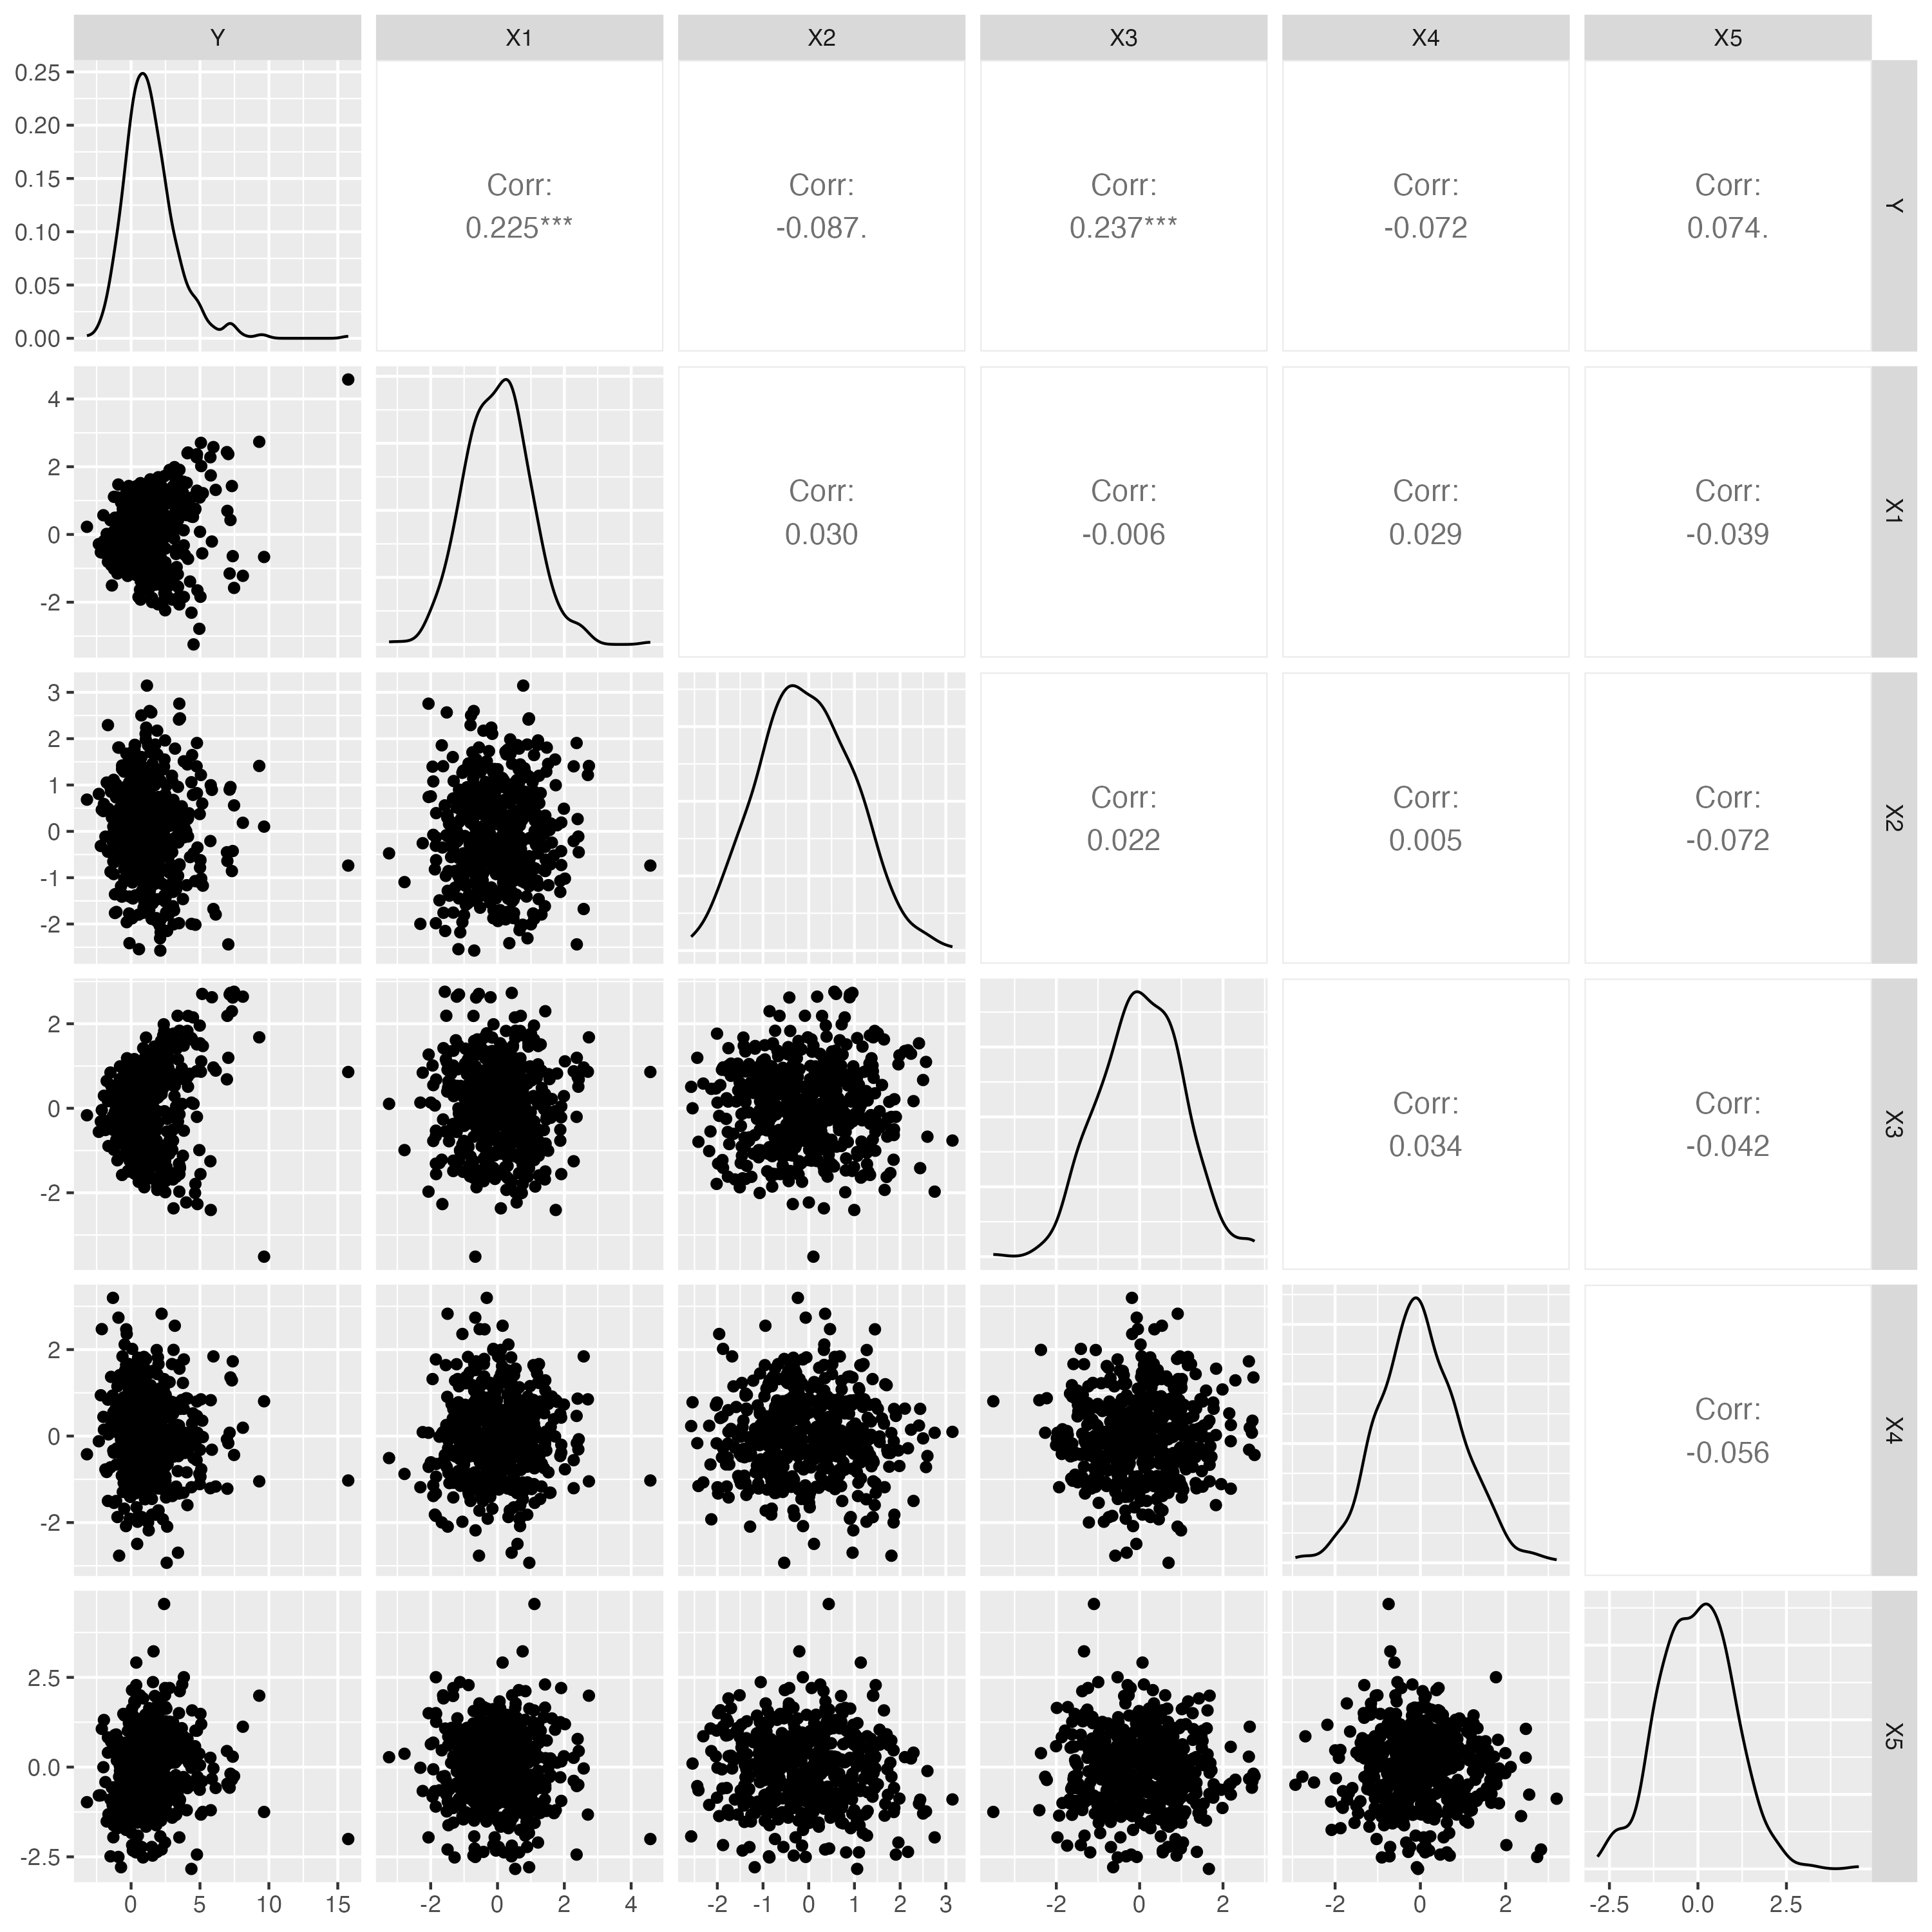 Y X1 X2 X3 X4 X5
0.25
0.20
0.15
0.10
0.05
0.00
Corr:
0.225***
Corr:
-0.087.
Corr:
0.237***
Corr:
-0.072
Corr:
0.074.
Y
4
2
0
-2
Corr:
0.030
Corr:
-0.006
Corr:
0.029
Corr:
-0.039
X1
3
2
1
0
-1
-2
Corr:
0.022
Corr:
0.005
Corr:
-0.072
X2
2
0
-2
Corr:
0.034
Corr:
-0.042
X3
2
0
-2
Corr:
-0.056
X4
2.5
0.0
-2.5
X5
0 5 10 15
-2 0 2 4
-2 -1 0 1 2 3
-2 0 2
-2 0 2
-2.5 0.0 2.5